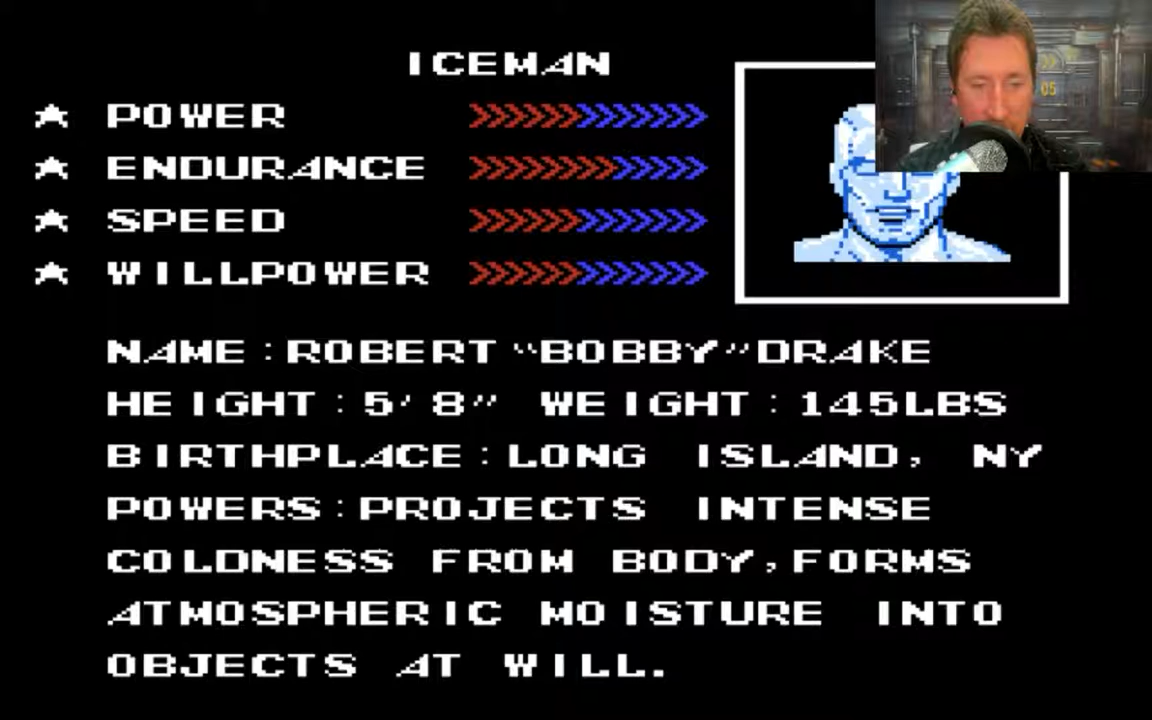 ICEMAN
POWER
ENDURANCE
SPEED
WILLPOWER
05
NAME:ROBERT "BOBBY"DRAKE
HEIGHT:5' 8" WEIGHT:145LBS
BIRTHPLACE:LONG ISLAND, NY
POWERS:PROJECTS INTENSE
COLDNESS FROM BODY,FORMS
ATMOSPHERIC MOISTURE INTO
OBJECTS AT WILL.